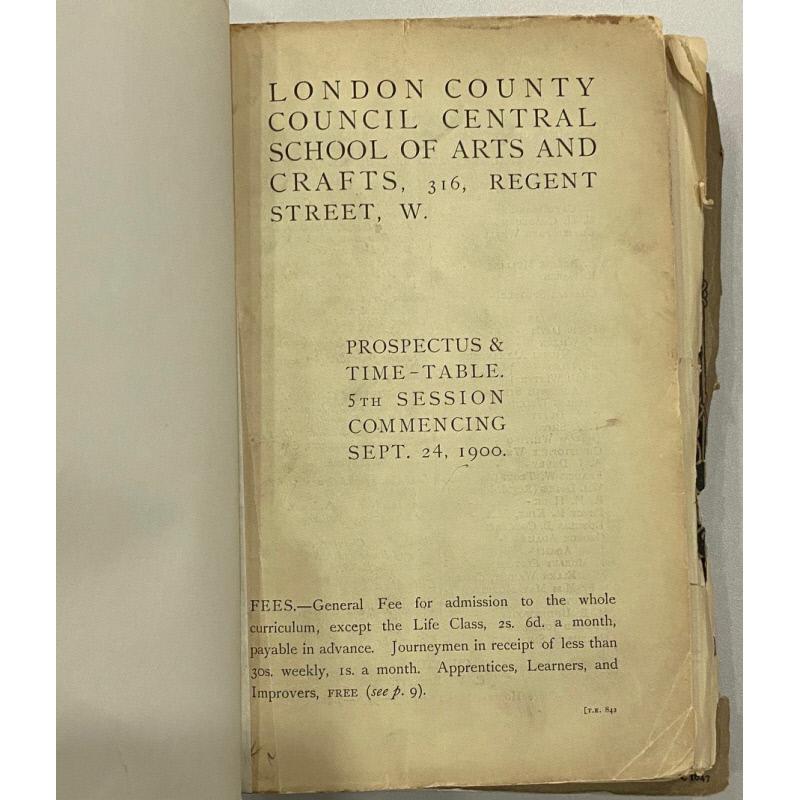 LONDON COUNTY
COUNCIL CENTRAL
SCHOOL OF ARTS AND
CRAFTS, 316, REGENT
STREET, W.
PROSPECTUS &
TIME-TABLE.
5TH SESSION
COMMENCING
SEPT. 24, 1900.
FEES.—General Fee for admission to the whole
curriculum, except the Life Class, 2s. 6d. a month,
payable in advance. Journeymen in receipt of less than
30s. weekly, 1s. a month. Apprentices, Learners, and
Improvers, FREE (see p. 9).
[T.E. 842
1647